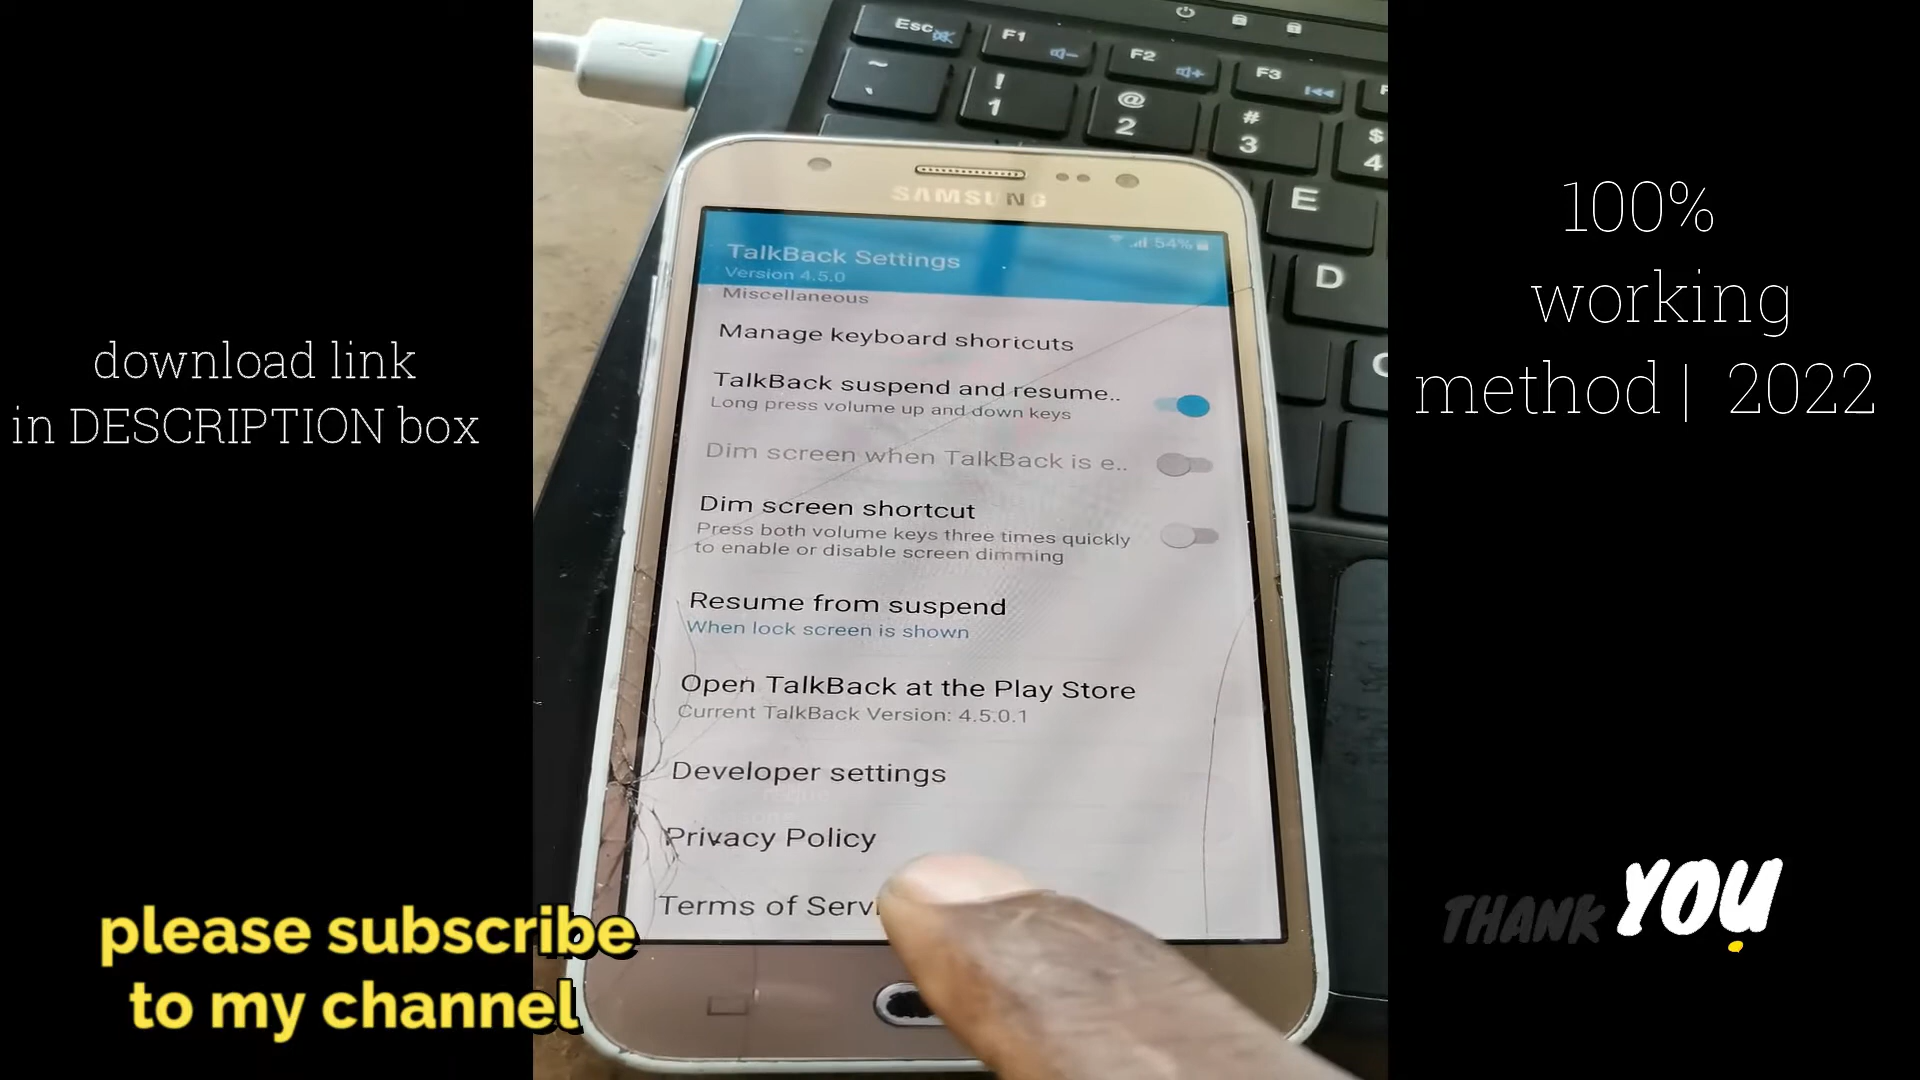 download link
in DESCRIPTION box
please subscribe
to my channel
100%
working
method | 2022
THANK YOU
Esc
F1
F2
F3
~
`
!
1
@
2
#
3
$
4
E
D
SAMSUNG
54%
TalkBack Settings
Version 4.5.0
Miscellaneous
Manage keyboard shortcuts
TalkBack suspend and resume..
Long press volume up and down keys
Dim screen when TalkBack is e..
Dim screen shortcut
Press both volume keys three times quickly
to enable or disable screen dimming
Resume from suspend
When lock screen is shown
Open TalkBack at the Play Store
Current TalkBack Version: 4.5.0.1
Developer settings
Privacy Policy
Terms of Servi